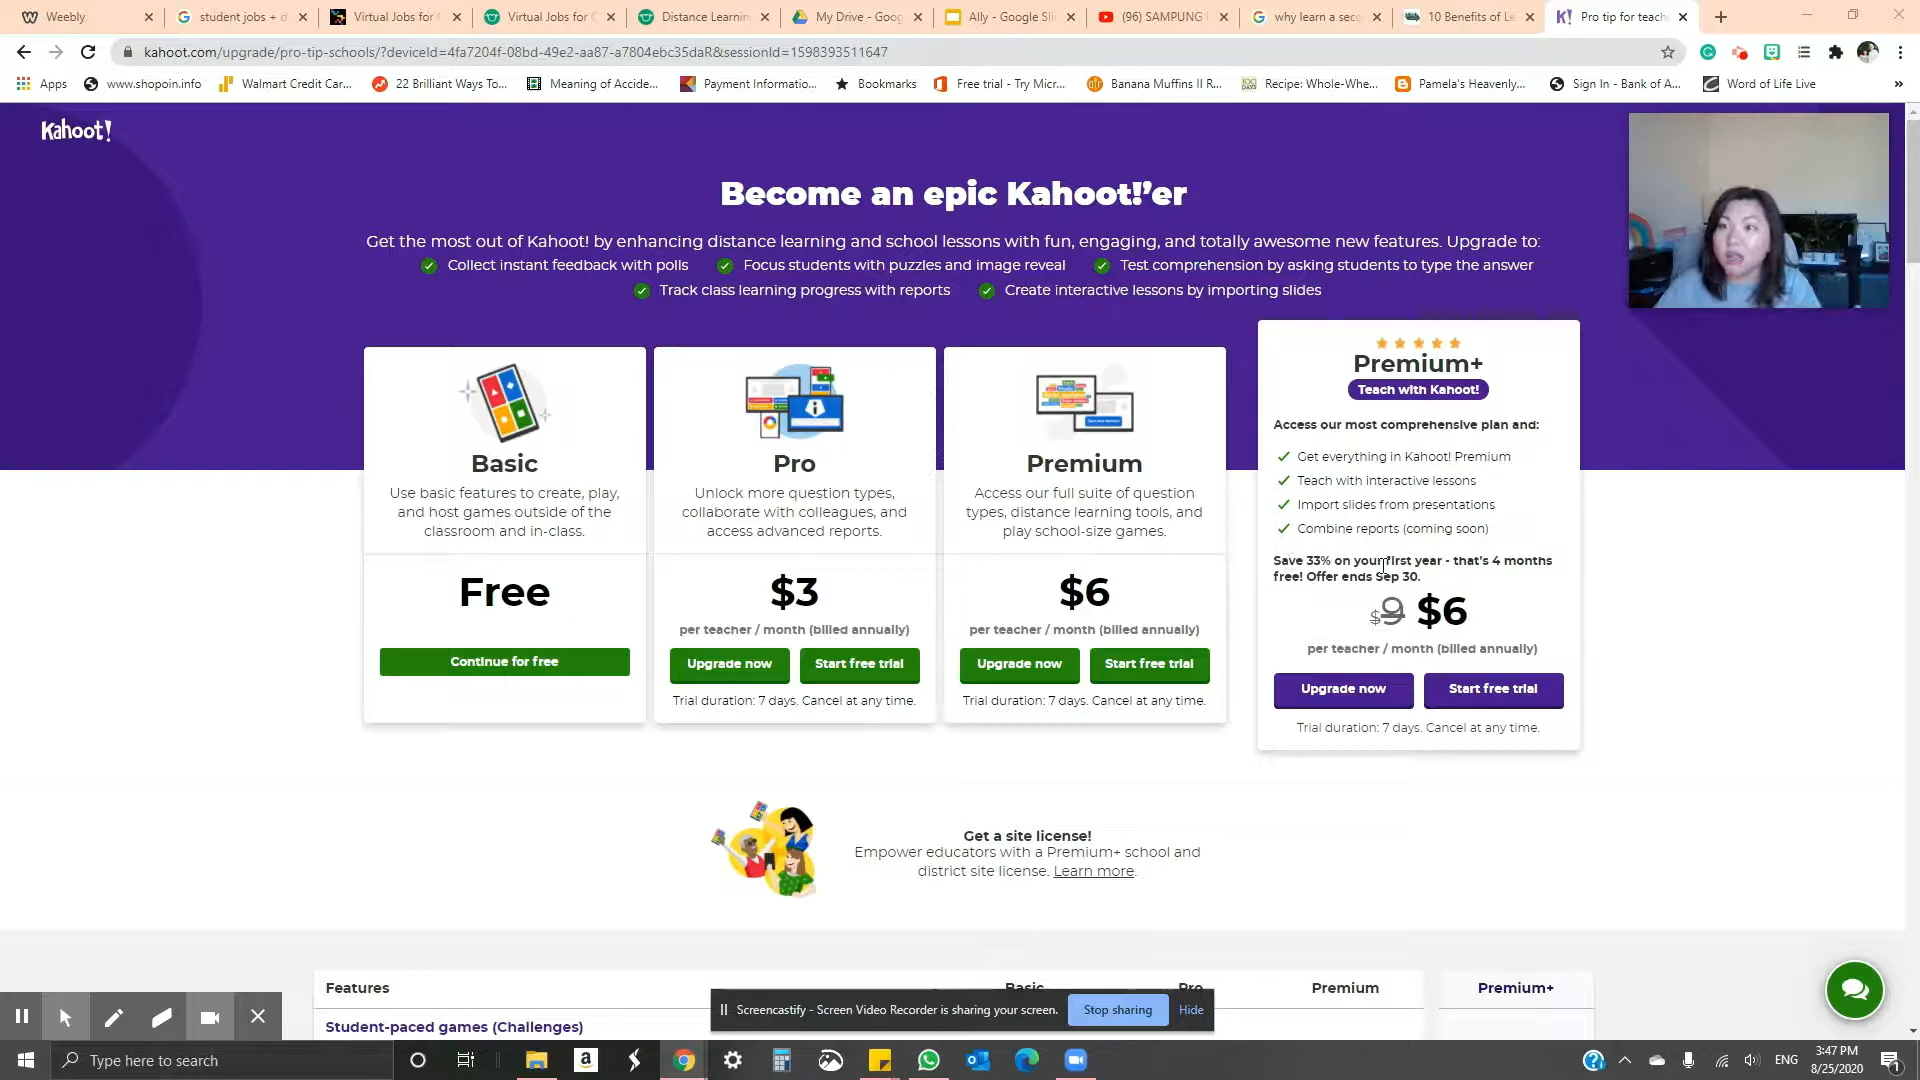 Weebly
student jobs + d
Virtual Jobs for
Virtual Jobs for
Distance Learnin
My Drive - Goog
Ally - Google Sli
(96) SAMPUNG
why learn a seco
10 Benefits of Le
Pro tip for teach
kahoot.com/upgrade/pro-tip-schools/?deviceId=4fa7204f-08bd-49e2-aa87-a7804ebc35daR&sessionId=1598393511647
Apps
www.shopoin.info
Walmart Credit Car...
22 Brilliant Ways To...
Meaning of Accide...
Payment Informatio...
Bookmarks
Free trial - Try Micr...
Banana Muffins II R...
Recipe: Whole-Whe...
Pamela's Heavenly...
Sign In - Bank of A...
Word of Life Live
Kahoot!
Become an epic Kahoot!'er
Get the most out of Kahoot! by enhancing distance learning and school lessons with fun, engaging, and totally awesome new features. Upgrade to:
Collect instant feedback with polls
Focus students with puzzles and image reveal
Test comprehension by asking students to type the answer
Track class learning progress with reports
Create interactive lessons by importing slides
Basic
Use basic features to create, play,
and host games outside of the
classroom and in-class.
Free
Continue for free
Pro
Unlock more question types,
collaborate with colleagues, and
access advanced reports.
$3
per teacher / month (billed annually)
Upgrade now
Start free trial
Trial duration: 7 days. Cancel at any time.
Premium
Access our full suite of question
types, distance learning tools, and
play school-size games.
$6
per teacher / month (billed annually)
Upgrade now
Start free trial
Trial duration: 7 days. Cancel at any time.
Premium+
Teach with Kahoot!
Access our most comprehensive plan and:
Get everything in Kahoot! Premium
Teach with interactive lessons
Import slides from presentations
Combine reports (coming soon)
Save 33% on your first year - that's 4 months
free! Offer ends Sep 30.
$9 $6
per teacher / month (billed annually)
Upgrade now
Start free trial
Trial duration: 7 days. Cancel at any time.
Get a site license!
Empower educators with a Premium+ school and
district site license. Learn more.
Features
Basic
Pro
Premium
Premium+
Student-paced games (Challenges)
Screencastify - Screen Video Recorder is sharing your screen.
Stop sharing
Hide
Type here to search
ENG
3:47 PM
8/25/2020